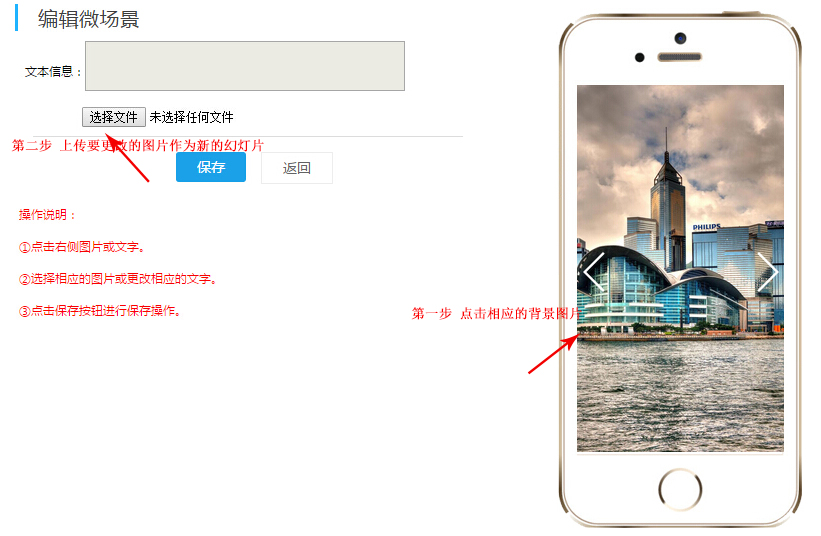 编辑微场景
文本信息：
选择文件 未选择任何文件
第二步 上传要更改的图片作为新的幻灯片
保存 返回
操作说明：
①点击右侧图片或文字。
②选择相应的图片或更改相应的文字。
③点击保存按钮进行保存操作。
第一步 点击相应的背景图片
PHILIPS